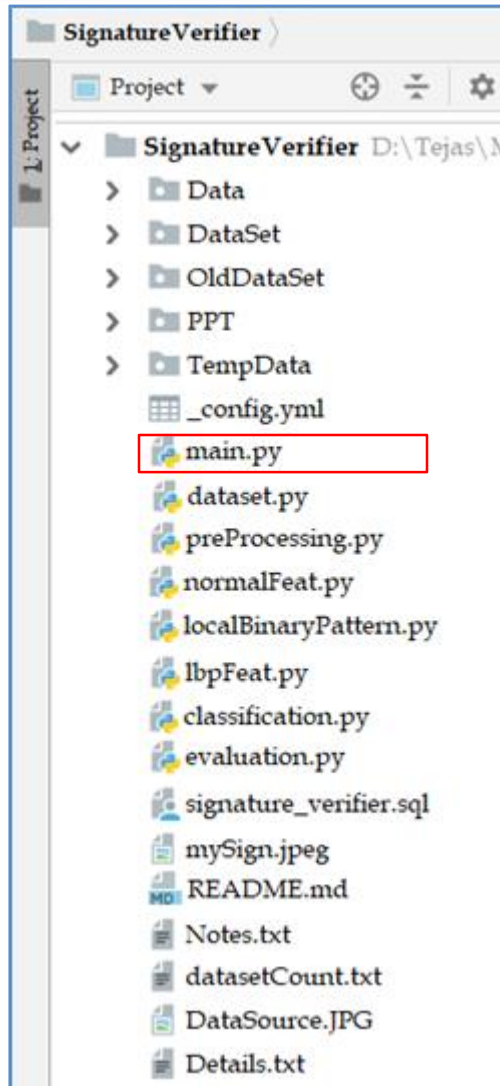 SignatureVerifier
1: Project
Project
SignatureVerifier D:\Tejas\
Data
DataSet
OldDataSet
PPT
TempData
_config.yml
main.py
dataset.py
preProcessing.py
normalFeat.py
localBinaryPattern.py
lbpFeat.py
classification.py
evaluation.py
signature_verifier.sql
mySign.jpeg
MD README.md
Notes.txt
datasetCount.txt
DataSource.JPG
Details.txt